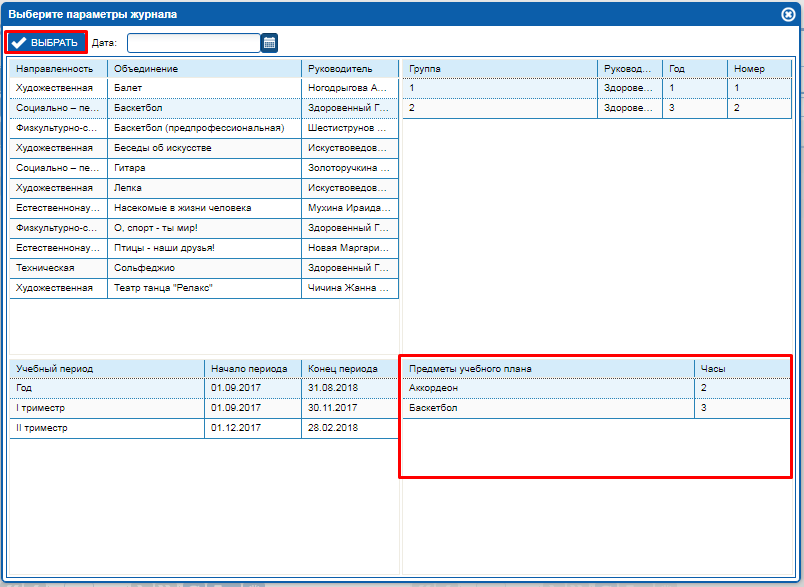 Выберите параметры журнала
ВЫБРАТЬ Дата:
Направленность Объединение Руководитель
Художественная Балет Ногодрыгова А...
Социально – пе... Баскетбол Здоровенный Г...
Физкультурно-с... Баскетбол (предпрофессиональная) Шестиструнов ...
Художественная Беседы об искусстве Искуствоведов...
Социально – пе... Гитара Золоторучкина ...
Художественная Лепка Искуствоведов...
Естественнонау... Насекомые в жизни человека Мухина Ираида...
Физкультурно-с... О, спорт - ты мир! Здоровенный Г...
Естественнонау... Птицы - наши друзья! Новая Маргари...
Техническая Сольфеджио Здоровенный Г...
Художественная Театр танца "Релакс" Чичина Жанна ...
Группа Руковод... Год Номер
1 Здорове... 1 1
2 Здорове... 3 2
Учебный период Начало периода Конец периода
Год 01.09.2017 31.08.2018
I триместр 01.09.2017 30.11.2017
II триместр 01.12.2017 28.02.2018
Предметы учебного плана Часы
Аккордеон 2
Баскетбол 3